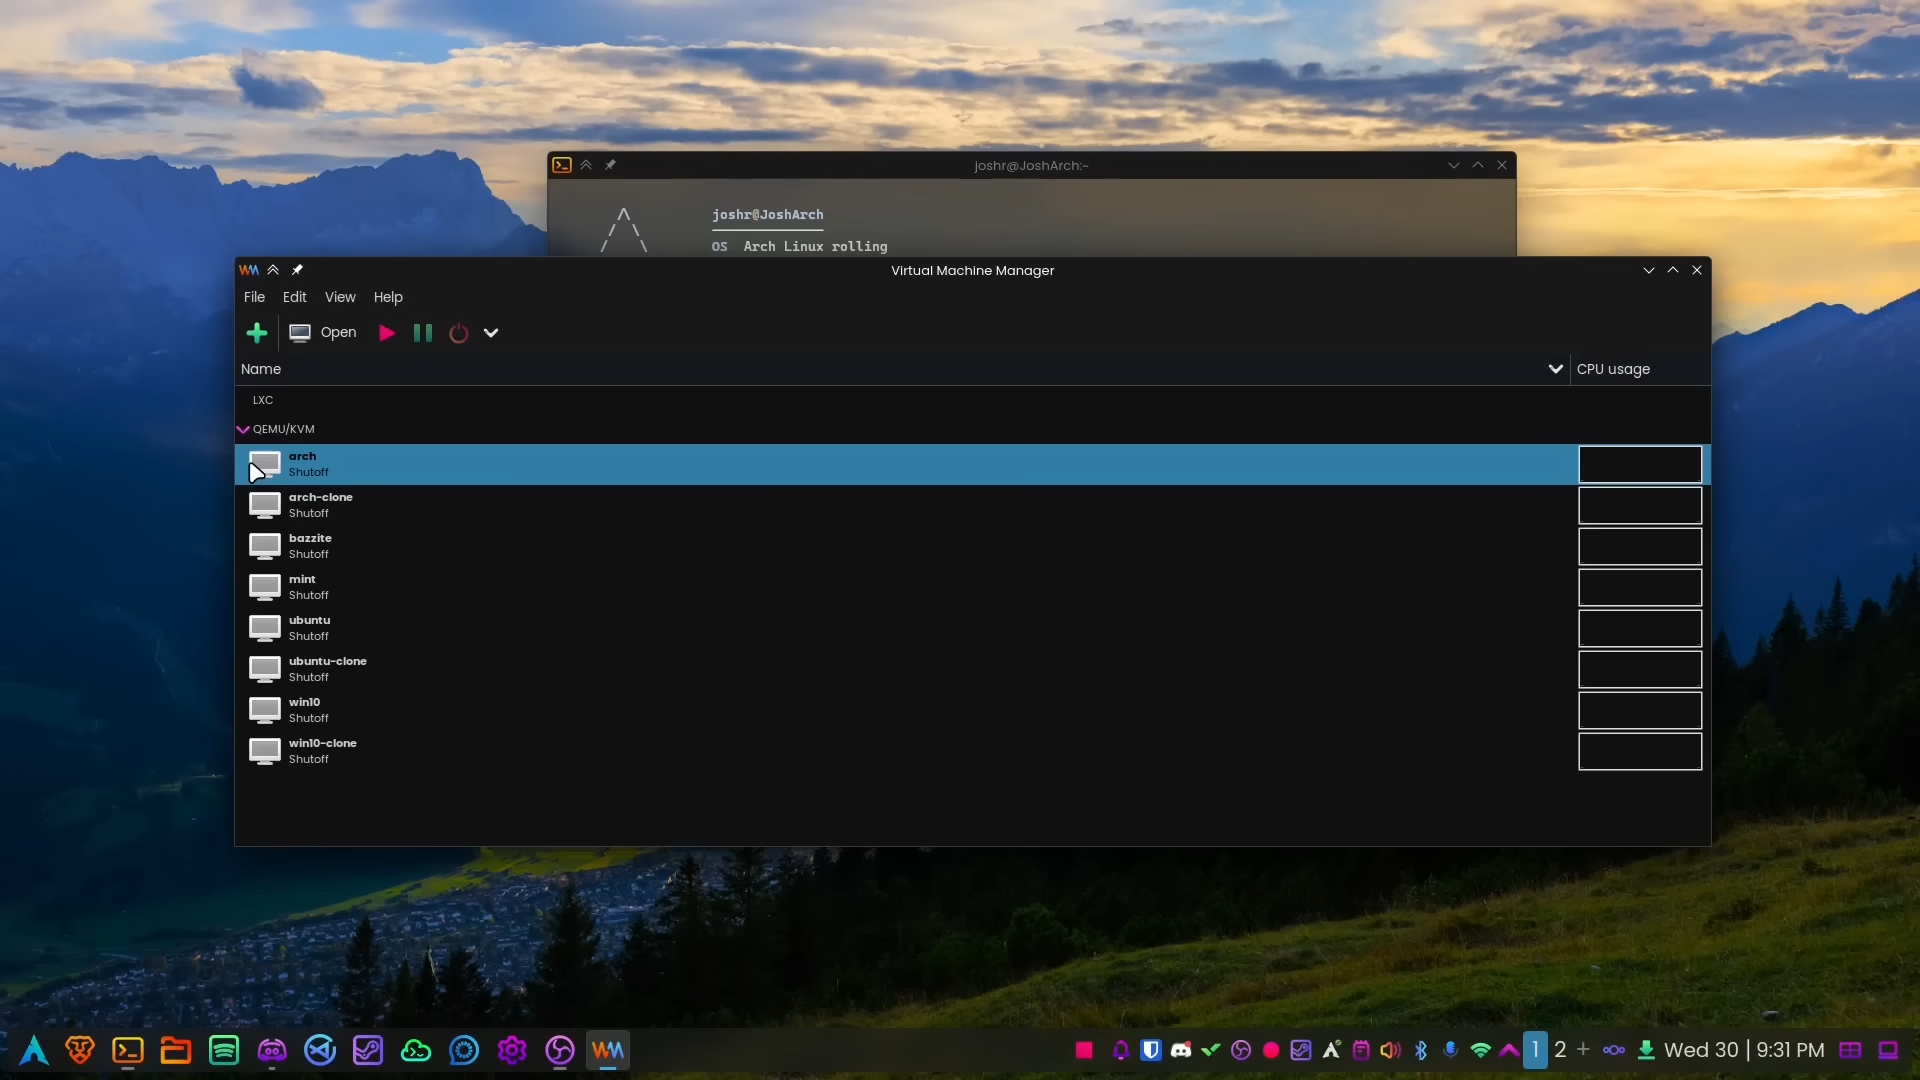 joshr@JoshArch:~
joshr@JoshArch
OS Arch Linux rolling
Virtual Machine Manager
File Edit View Help
Open
Name CPU usage
LXC
QEMU/KVM
arch
Shutoff
arch-clone
Shutoff
bazzite
Shutoff
mint
Shutoff
ubuntu
Shutoff
ubuntu-clone
Shutoff
win10
Shutoff
win10-clone
Shutoff
1 2 + Wed 30 | 9:31 PM